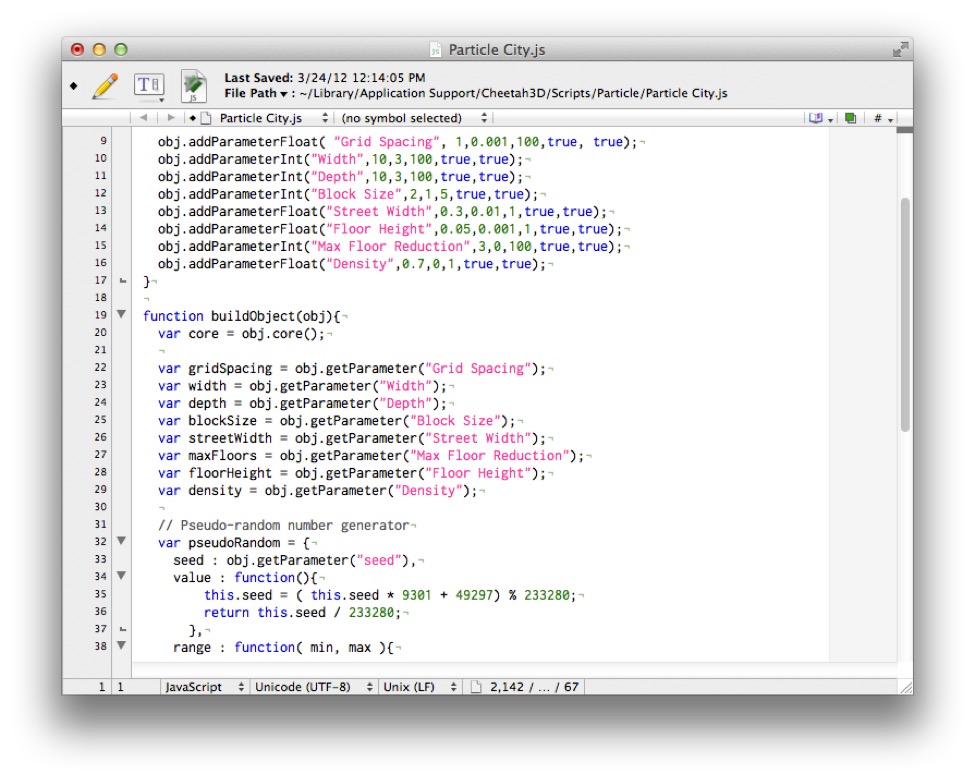 Particle City.js
Last Saved: 3/24/12 12:14:05 PM
File Path ▾ : ~/Library/Application Support/Cheetah3D/Scripts/Particle/Particle City.js
Particle City.js (no symbol selected) #
9 obj.addParameterFloat( "Grid Spacing", 1,0.001,100,true, true);¬
10 obj.addParameterInt("Width",10,3,100,true,true);¬
11 obj.addParameterInt("Depth",10,3,100,true,true);¬
12 obj.addParameterInt("Block Size",2,1,5,true,true);¬
13 obj.addParameterFloat("Street Width",0.3,0.01,1,true,true);¬
14 obj.addParameterFloat("Floor Height",0.05,0.001,1,true,true);¬
15 obj.addParameterInt("Max Floor Reduction",3,0,100,true,true);¬
16 obj.addParameterFloat("Density",0.7,0,1,true,true);¬
17 }¬
18 ¬
19 function buildObject(obj){¬
20 var core = obj.core();¬
21 ¬
22 var gridSpacing = obj.getParameter("Grid Spacing");¬
23 var width = obj.getParameter("Width");¬
24 var depth = obj.getParameter("Depth");¬
25 var blockSize = obj.getParameter("Block Size");¬
26 var streetWidth = obj.getParameter("Street Width");¬
27 var maxFloors = obj.getParameter("Max Floor Reduction");¬
28 var floorHeight = obj.getParameter("Floor Height");¬
29 var density = obj.getParameter("Density");¬
30 ¬
31 // Pseudo-random number generator¬
32 var pseudoRandom = {¬
33 seed : obj.getParameter("seed"),¬
34 value : function(){¬
35 this.seed = ( this.seed * 9301 + 49297) % 233280;¬
36 return this.seed / 233280;¬
37 },¬
38 range : function( min, max ){¬
1 1 JavaScript Unicode (UTF-8) Unix (LF) 2,142 / ... / 67